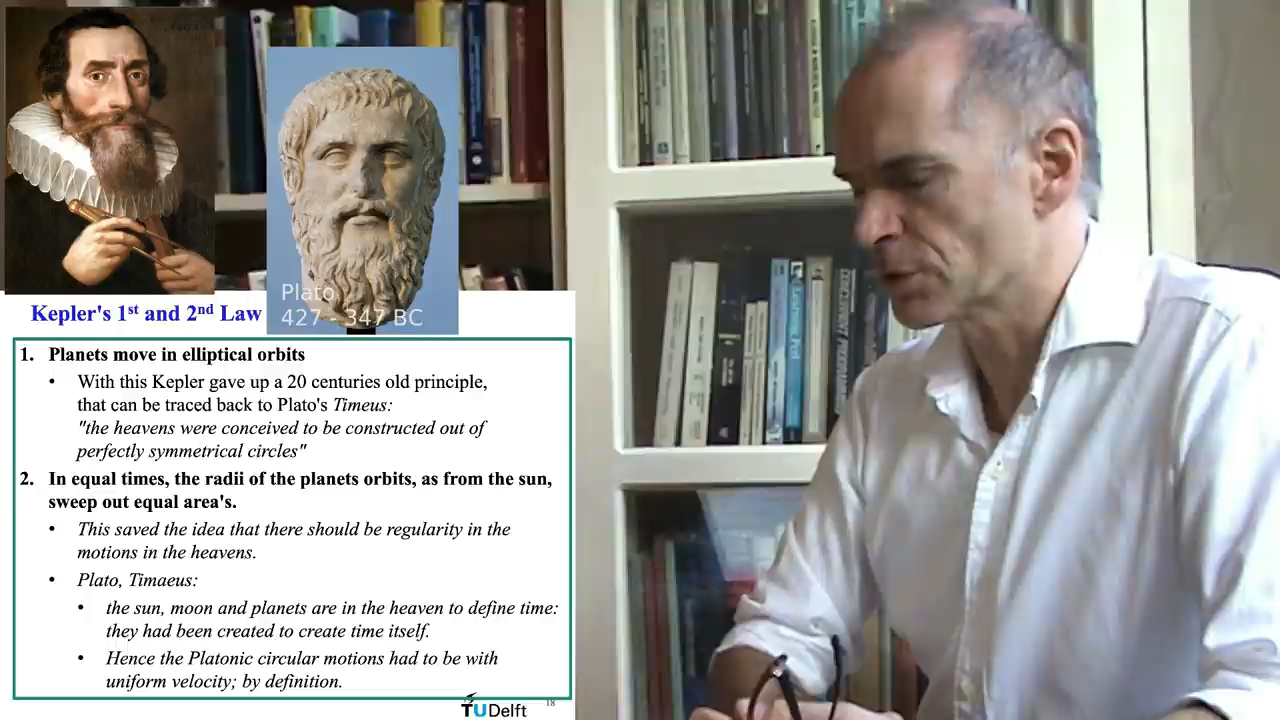 Plato
427 - 347 BC
Kepler's 1st and 2nd Law
1. Planets move in elliptical orbits
• With this Kepler gave up a 20 centuries old principle,
that can be traced back to Plato's Timeus:
"the heavens were conceived to be constructed out of
perfectly symmetrical circles"
2. In equal times, the radii of the planets orbits, as from the sun,
sweep out equal area's.
• This saved the idea that there should be regularity in the
motions in the heavens.
• Plato, Timaeus:
• the sun, moon and planets are in the heaven to define time:
they had been created to create time itself.
• Hence the Platonic circular motions had to be with
uniform velocity; by definition.
TUDelft
18